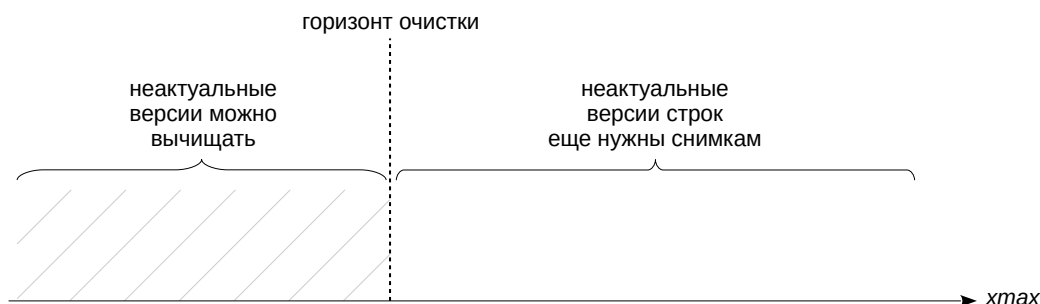 горизонт очистки
неактуальные
версии можно
вычищать
неактуальные
версии строк
еще нужны снимкам
xmax